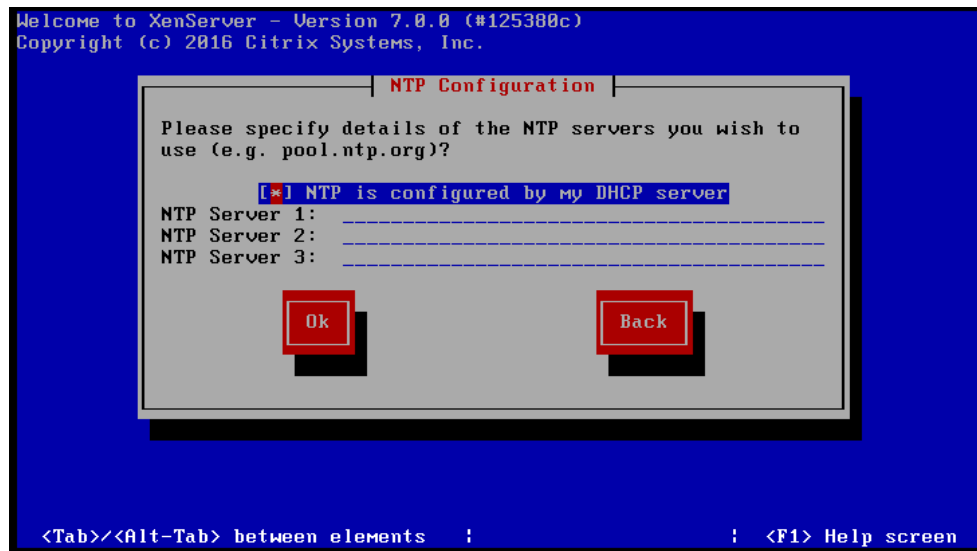 Welcome to XenServer - Version 7.0.0 (#125380c)
Copyright (c) 2016 Citrix Systems, Inc.
NTP Configuration
Please specify details of the NTP servers you wish to
use (e.g. pool.ntp.org)?
[*] NTP is configured by my DHCP server
NTP Server 1:
NTP Server 2:
NTP Server 3:
Ok Back
<Tab>/<Alt-Tab> between elements | | <F1> Help screen